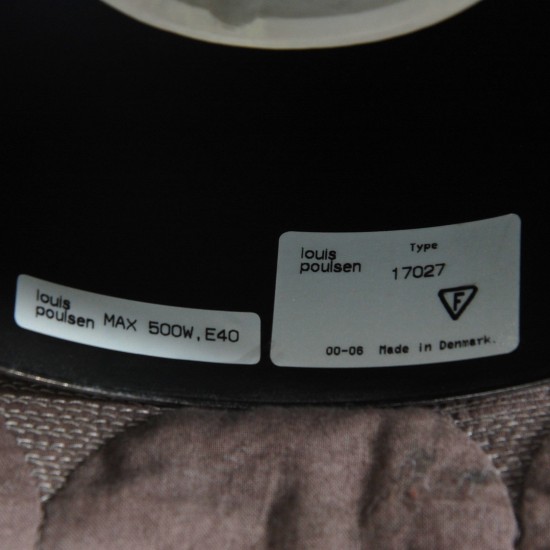 louis
poulsen MAX 500W, E40
louis
poulsen
Type
17027
F
00-06 Made in Denmark.